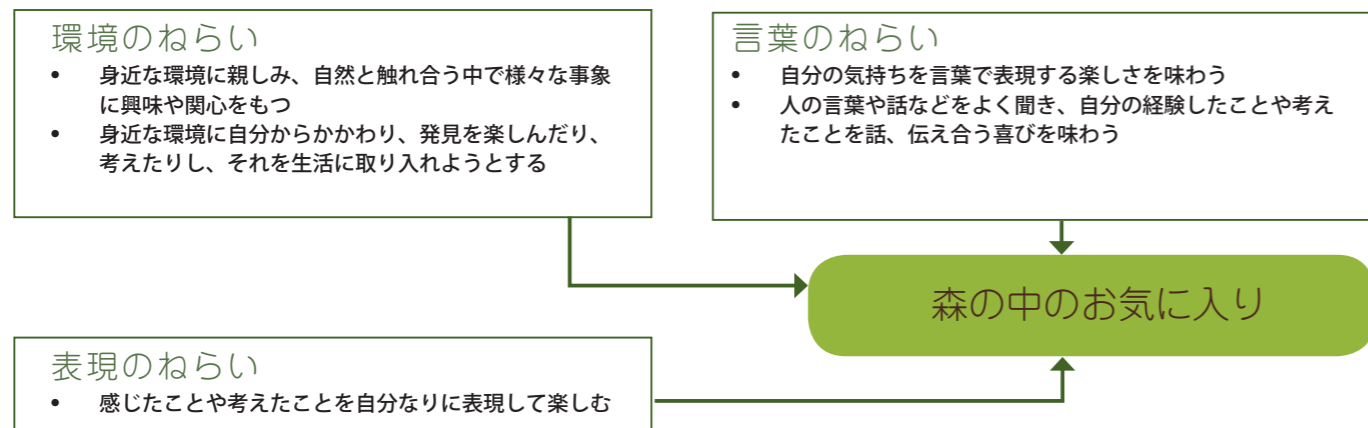 環境のねらい
• 身近な環境に親しみ、自然と触れ合う中で様々な事象
に興味や関心をもつ
• 身近な環境に自分からかかわり、発見を楽しんだり、
考えたりし、それを生活に取り入れようとする
言葉のねらい
• 自分の気持ちを言葉で表現する楽しさを味わう
• 人の言葉や話などをよく聞き、自分の経験したことや考え
たことを話、伝え合う喜びを味わう
森の中のお気に入り
表現のねらい
• 感じたことや考えたことを自分なりに表現して楽しむ